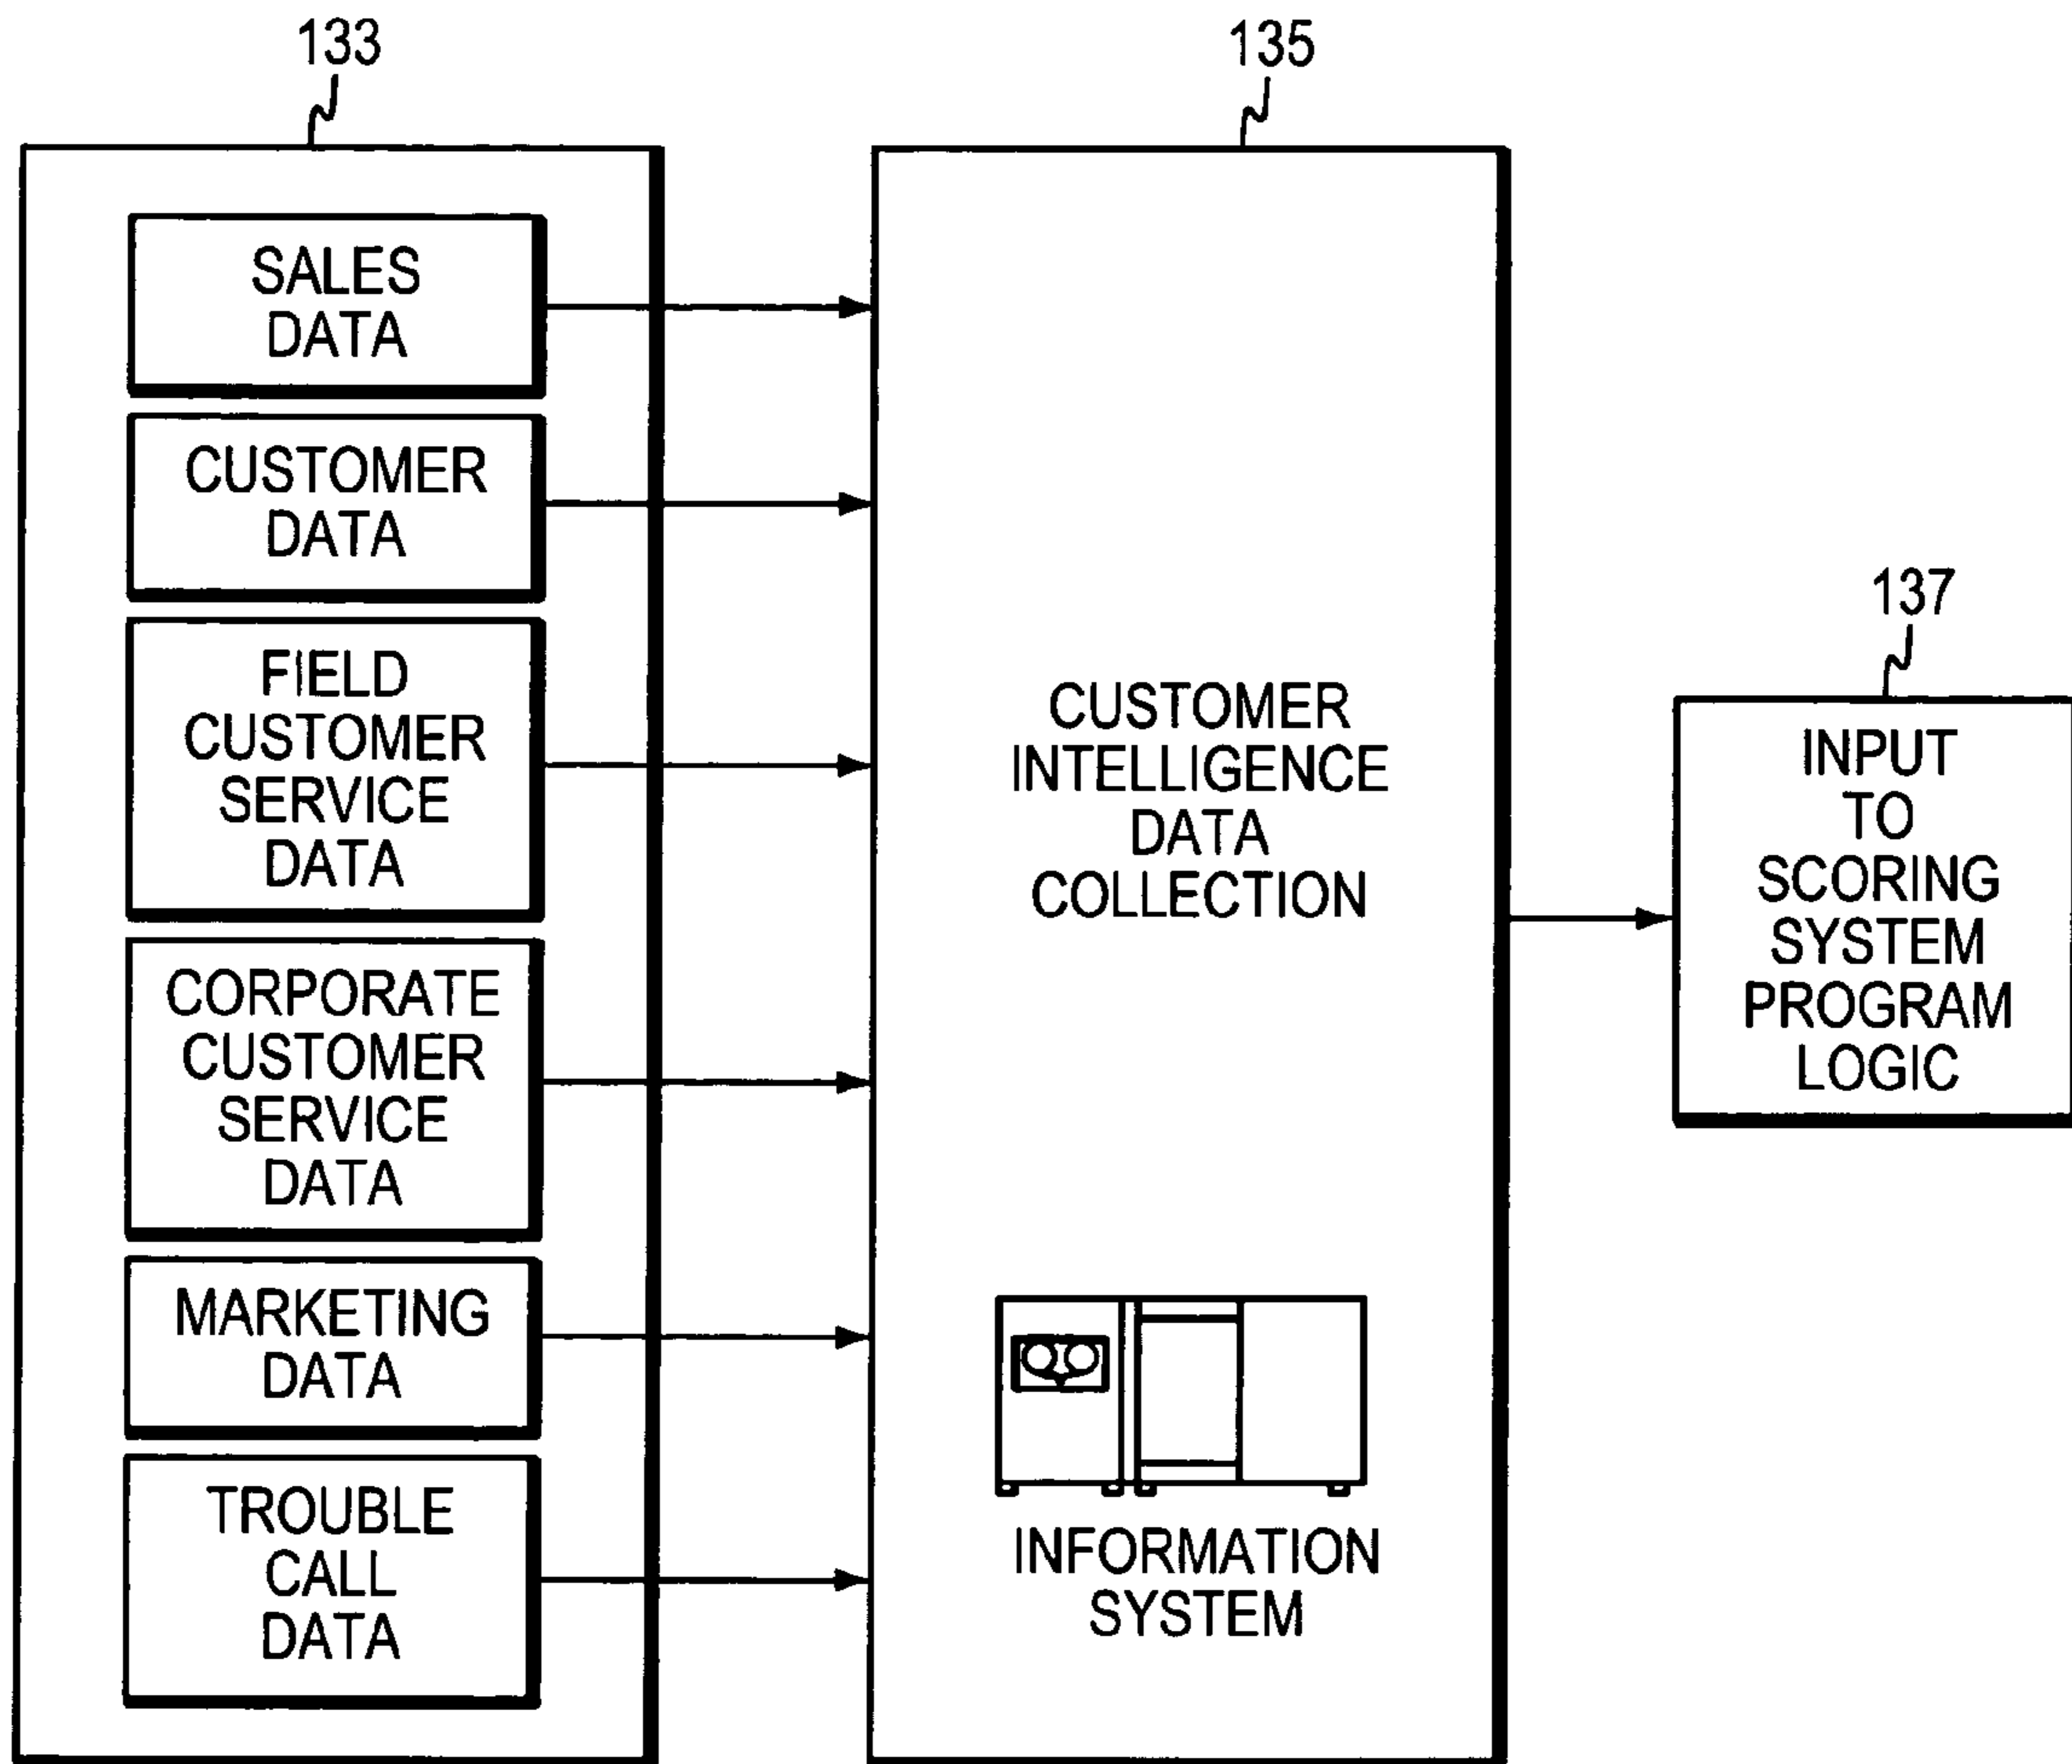 133
135
SALES
DATA
CUSTOMER
DATA
FIELD
CUSTOMER
SERVICE
DATA
CORPORATE
CUSTOMER
SERVICE
DATA
MARKETING
DATA
TROUBLE
CALL
DATA
CUSTOMER
INTELLIGENCE
DATA
COLLECTION
INFORMATION
SYSTEM
137
INPUT
TO
SCORING
SYSTEM
PROGRAM
LOGIC